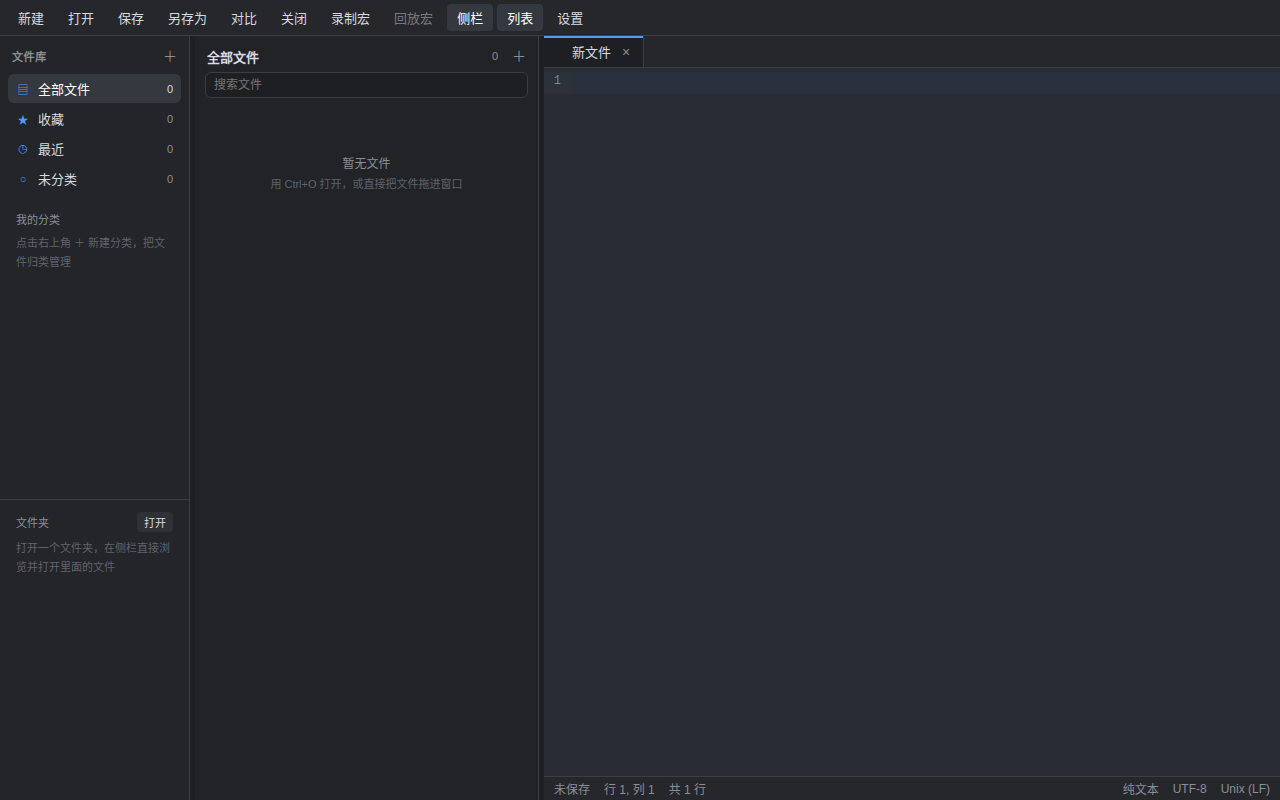 新建 打开 保存 另存为 对比 关闭 录制宏 回放宏 侧栏 列表 设置
文件库 ＋
全部文件 0
收藏 0
最近 0
未分类 0
我的分类
点击右上角 ＋ 新建分类，把文
件归类管理
文件夹 打开
打开一个文件夹，在侧栏直接浏
览并打开里面的文件
全部文件 0 ＋
搜索文件
暂无文件
用 Ctrl+O 打开，或直接把文件拖进窗口
新文件 ×
1
未保存 行 1, 列 1 共 1 行 纯文本 UTF-8 Unix (LF)